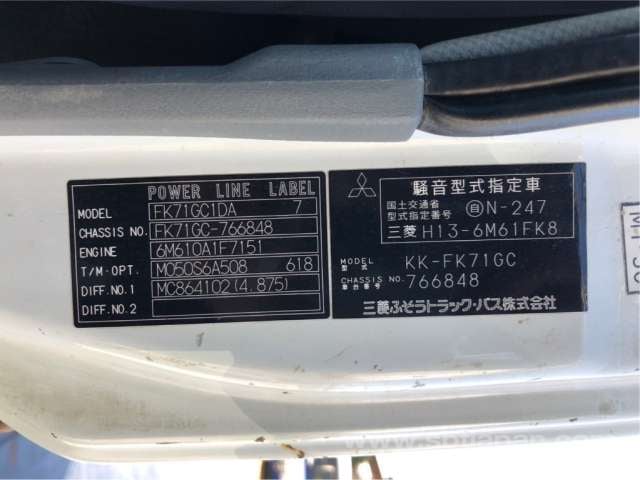 POWER LINE LABEL
MODEL FK71GC1DA 7
CHASSIS NO. FK71GC-766848
ENGINE 6M610A1F7151
T/M-OPT. M050S6A508 618
DIFF.NO.1 MC864102(4.875)
DIFF.NO.2
騒音型式指定車
国土交通省
型式指定番号 自N-247
三菱 H13-6M61FK8
MODEL
型式 KK-FK71GC
CHASSIS NO.
車台番号 766848
三菱ふそうトラック・バス株式会社